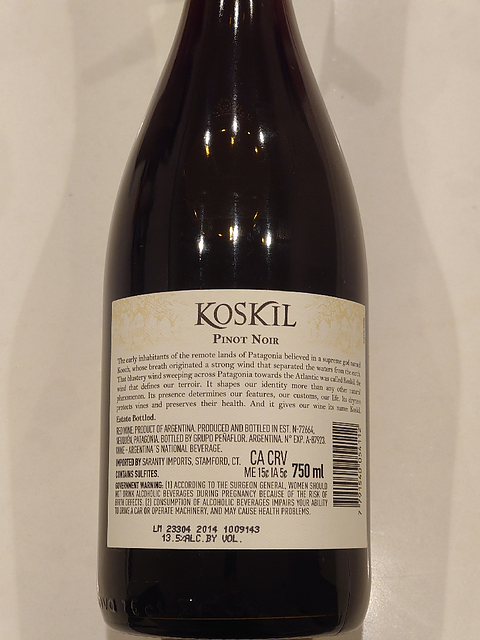 KOSKIL
PINOT NOIR
The early inhabitants of the remote lands of Patagonia believed in a supreme god named
Kooch, whose breath originated a strong wind that separated the waters from the earth.
That blustery wind sweeping across Patagonia towards the Atlantic was called Koskil, the
wind that defines our terroir. It shapes our identity more than any other natural
phenomenon. Its presence determines our features, our customs, our life. Its dryness
protects vines and preserves their health. And it gives our wine its name: Koskil.
Estate Bottled.
RED WINE, PRODUCT OF ARGENTINA. PRODUCED AND BOTTLED IN EST. N-72664,
NEUQUÉN, PATAGONIA. BOTTLED BY GRUPO PEÑAFLOR. ARGENTINA. N° EXP. A-87923.
WINE - ARGENTINA'S NATIONAL BEVERAGE.
IMPORTED BY SARANTY IMPORTS, STAMFORD, CT.
CONTAINS SULFITES.
CA CRV
ME 15¢ IA 5¢ 750 ml
GOVERNMENT WARNING: (1) ACCORDING TO THE SURGEON GENERAL, WOMEN SHOULD
NOT DRINK ALCOHOLIC BEVERAGES DURING PREGNANCY BECAUSE OF THE RISK OF
BIRTH DEFECTS. (2) CONSUMPTION OF ALCOHOLIC BEVERAGES IMPAIRS YOUR ABILITY
TO DRIVE A CAR OR OPERATE MACHINERY, AND MAY CAUSE HEALTH PROBLEMS.
LM 23304 2014 1009143
13.5%ALC.BY VOL.